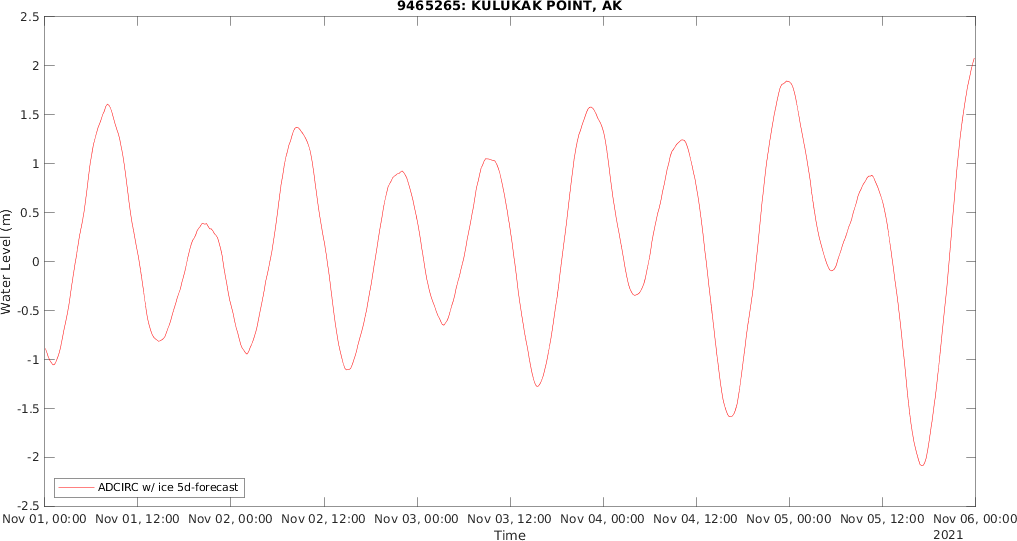 9465265: KULUKAK POINT, AK
Water Level (m)
2.5
2
1.5
1
0.5
0
-0.5
-1
-1.5
-2
-2.5
ADCIRC w/ ice 5d-forecast
Nov 01, 00:00 Nov 01, 12:00 Nov 02, 00:00 Nov 02, 12:00 Nov 03, 00:00 Nov 03, 12:00 Nov 04, 00:00 Nov 04, 12:00 Nov 05, 00:00 Nov 05, 12:00 Nov 06, 00:00
Time
2021